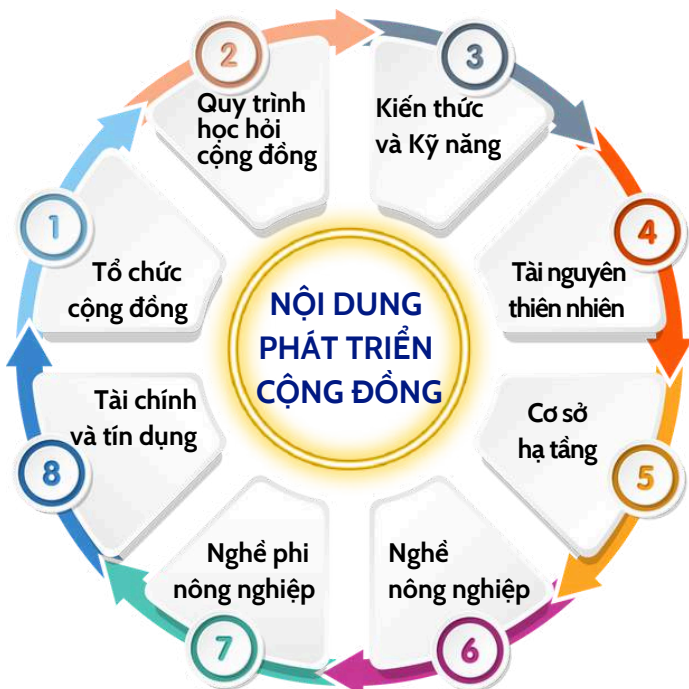 NỘI DUNG
PHÁT TRIỂN
CỘNG ĐỒNG
1
Tổ chức
cộng đồng
2
Quy trình
học hỏi
cộng đồng
3
Kiến thức
và Kỹ năng
4
Tài nguyên
thiên nhiên
5
Cơ sở
hạ tầng
6
Nghề
nông nghiệp
7
Nghề phi
nông nghiệp
8
Tài chính
và tín dụng